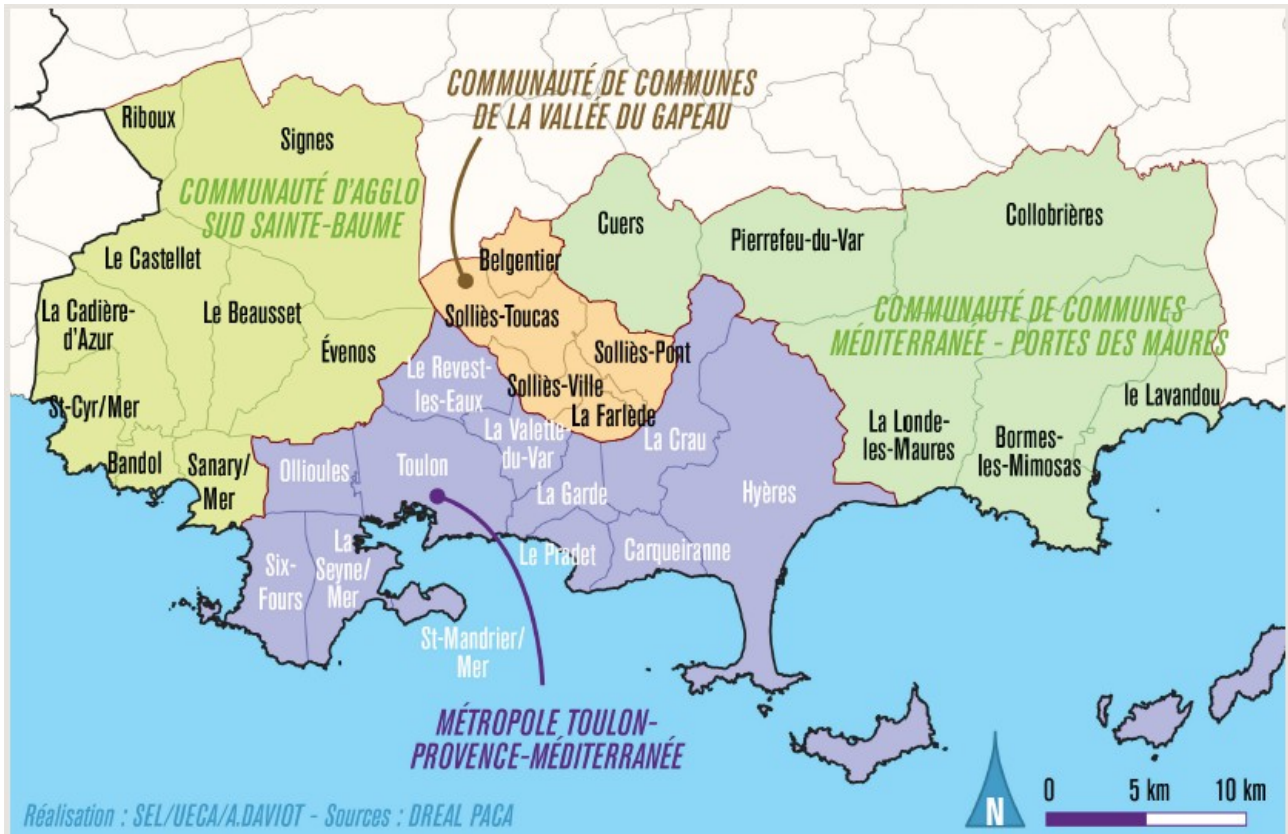 COMMUNAUTÉ DE COMMUNES
DE LA VALLÉE DU GAPEAU
Riboux
Signes
COMMUNAUTÉ D'AGGLO
SUD SAINTE-BAUME
Cuers
Collobrières
Pierrefeu-du-Var
Belgentier
Le Castellet
La Cadière-
d'Azur
Le Beausset
Solliès-Toucas
COMMUNAUTÉ DE COMMUNES
MÉDITERRANÉE - PORTES DES MAURES
Évenos
Solliès-Pont
Le Revest-
les-Eaux
Solliès-Ville
La Farlède
le Lavandou
St-Cyr/Mer
La Valette-
du-Var
La Crau
La Londe-
les-Maures
Bormes-
les-Mimosas
Bandol
Sanary/
Mer
Ollioules
Toulon
La Garde
Hyères
Six-
Fours
La
Seyne/
Mer
Le Pradet
Carqueiranne
St-Mandrier/
Mer
MÉTROPOLE TOULON-
PROVENCE-MÉDITERRANÉE
N
0 5 km 10 km
Réalisation : SEL/UECA/A.DAVIOT - Sources : DREAL PACA